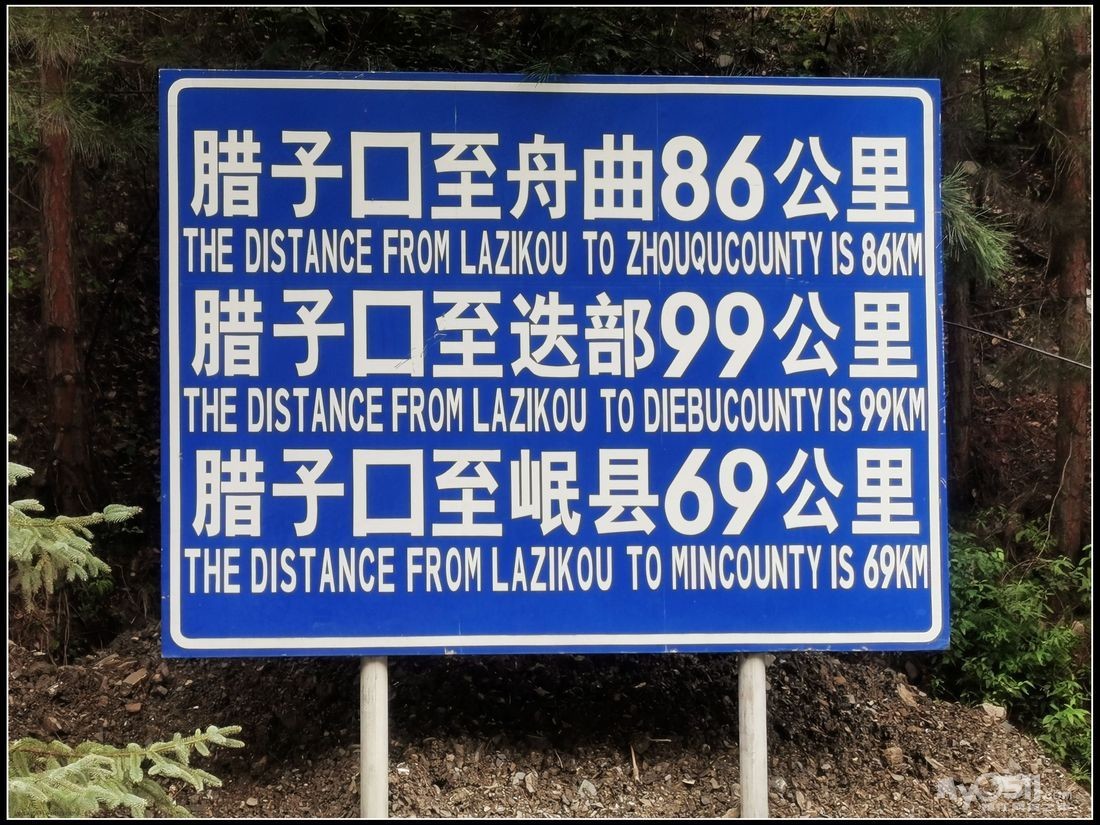 腊子口至舟曲86公里
THE DISTANCE FROM LAZIKOU TO ZHOUQUCOUNTY IS 86KM
腊子口至迭部99公里
THE DISTANCE FROM LAZIKOU TO DIEBUCOUNTY IS 99KM
腊子口至岷县69公里
THE DISTANCE FROM LAZIKOU TO MINCOUNTY IS 69KM